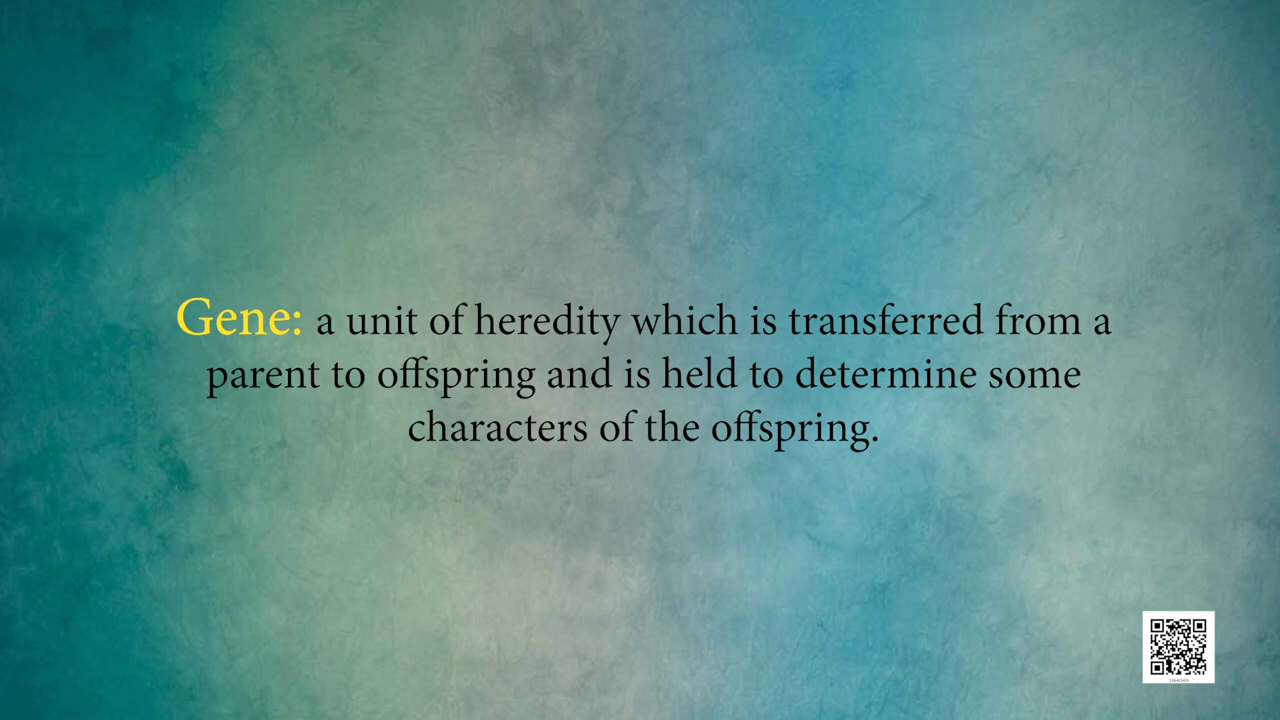 Gene: a unit of heredity which is transferred from a
parent to offspring and is held to determine some
characters of the offspring.